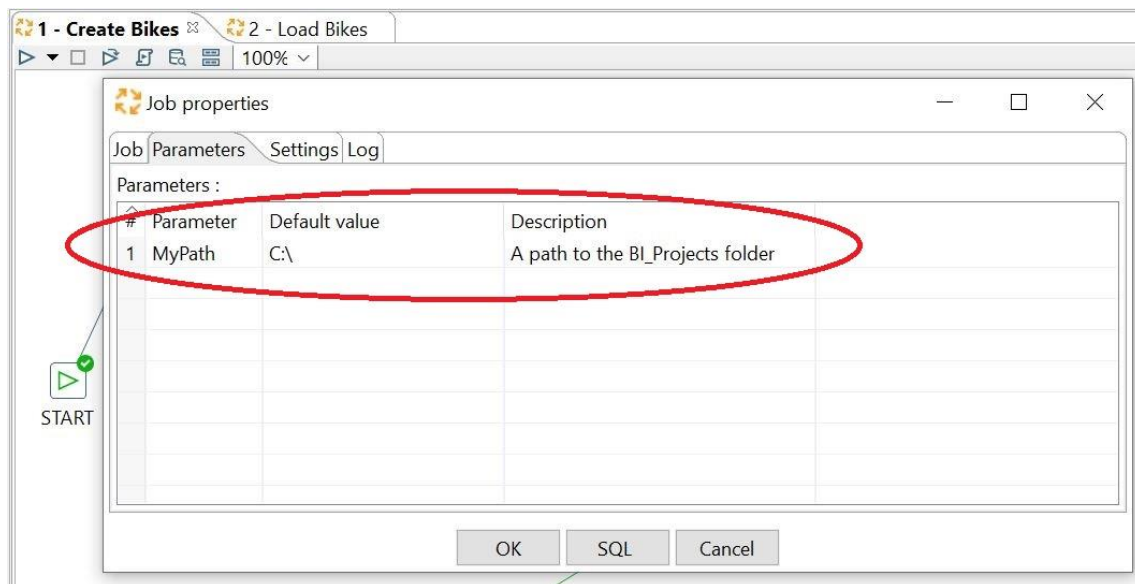 1 - Create Bikes 2 - Load Bikes
100%
Job properties
Job Parameters Settings Log
Parameters :
# Parameter Default value Description
1 MyPath C:\ A path to the BI_Projects folder
START
OK SQL Cancel